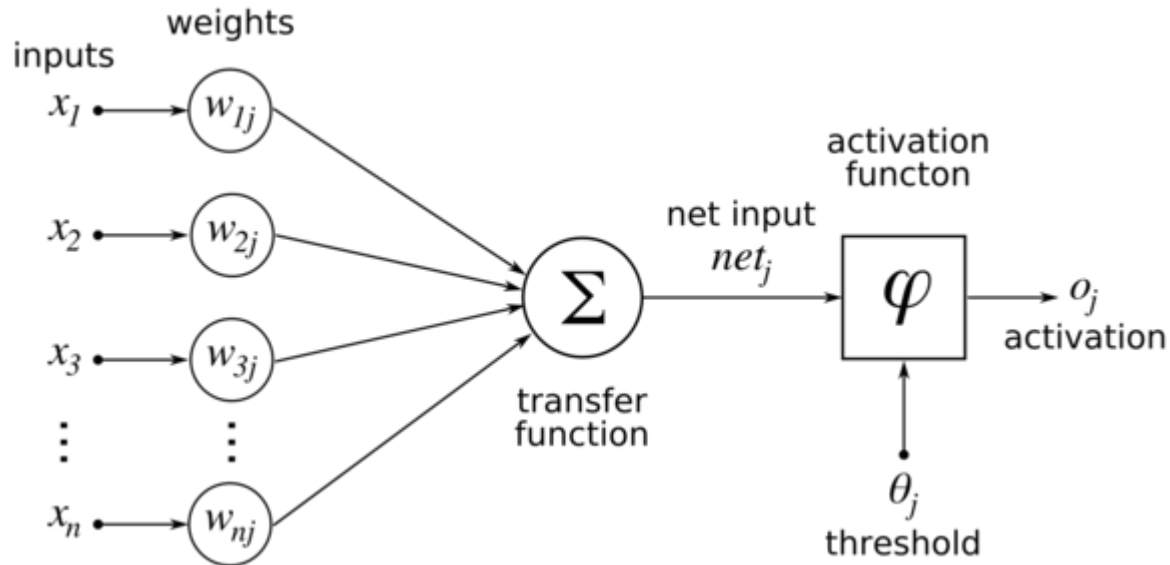 weights
inputs
x1
w1j
x2
w2j
x3
w3j
⋮
⋮
xn
wnj
Σ
transfer
function
net input
netj
activation
functon
φ
oj
activation
θj
threshold